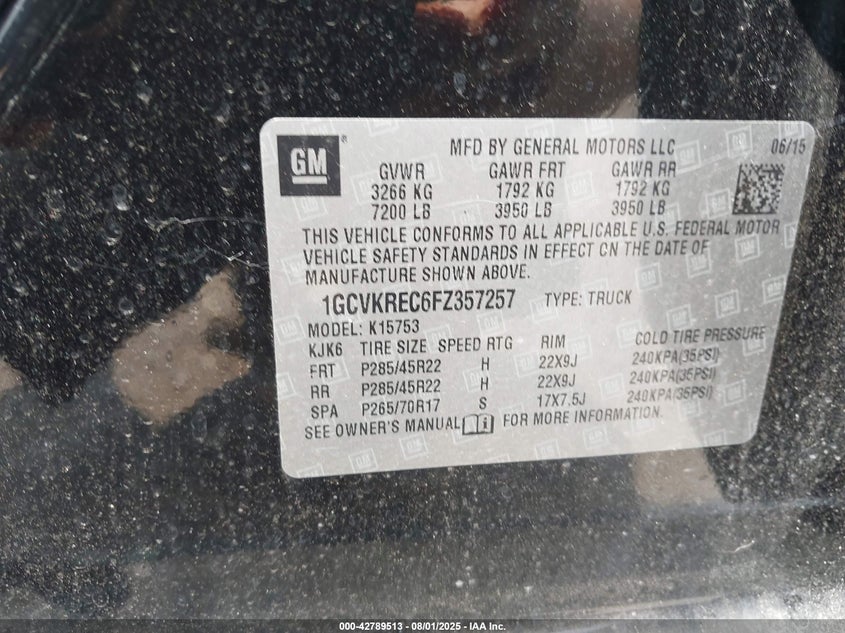 GM®
MFD BY GENERAL MOTORS LLC 06/15
GVWR GAWR FRT GAWR RR
3266 KG 1792 KG 1792 KG
7200 LB 3950 LB 3950 LB
THIS VEHICLE CONFORMS TO ALL APPLICABLE U.S. FEDERAL MOTOR
VEHICLE SAFETY STANDARDS IN EFFECT ON THE DATE OF
MANUFACTURE SHOWN ABOVE.
1GCVKREC6FZ357257 TYPE: TRUCK
MODEL: K15753
KJK6 TIRE SIZE SPEED RTG RIM COLD TIRE PRESSURE
FRT P285/45R22 H 22X9J 240KPA(35PSI)
RR P285/45R22 H 22X9J 240KPA(35PSI)
SPA P265/70R17 S 17X7.5J 240KPA(35PSI)
SEE OWNER'S MANUAL FOR MORE INFORMATION.
000-42789513 - 08/01/2025 - IAA Inc.